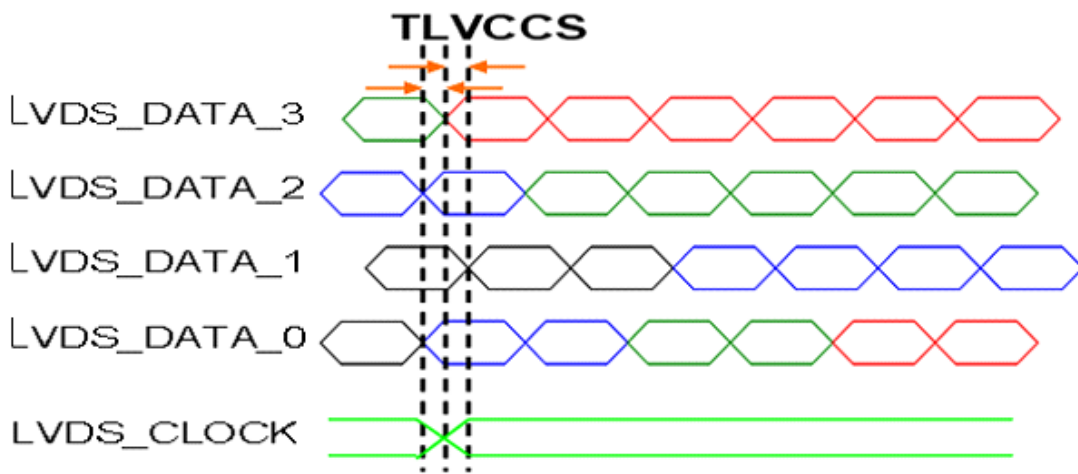 TLVCCS
LVDS_DATA_3
LVDS_DATA_2
LVDS_DATA_1
LVDS_DATA_0
LVDS_CLOCK